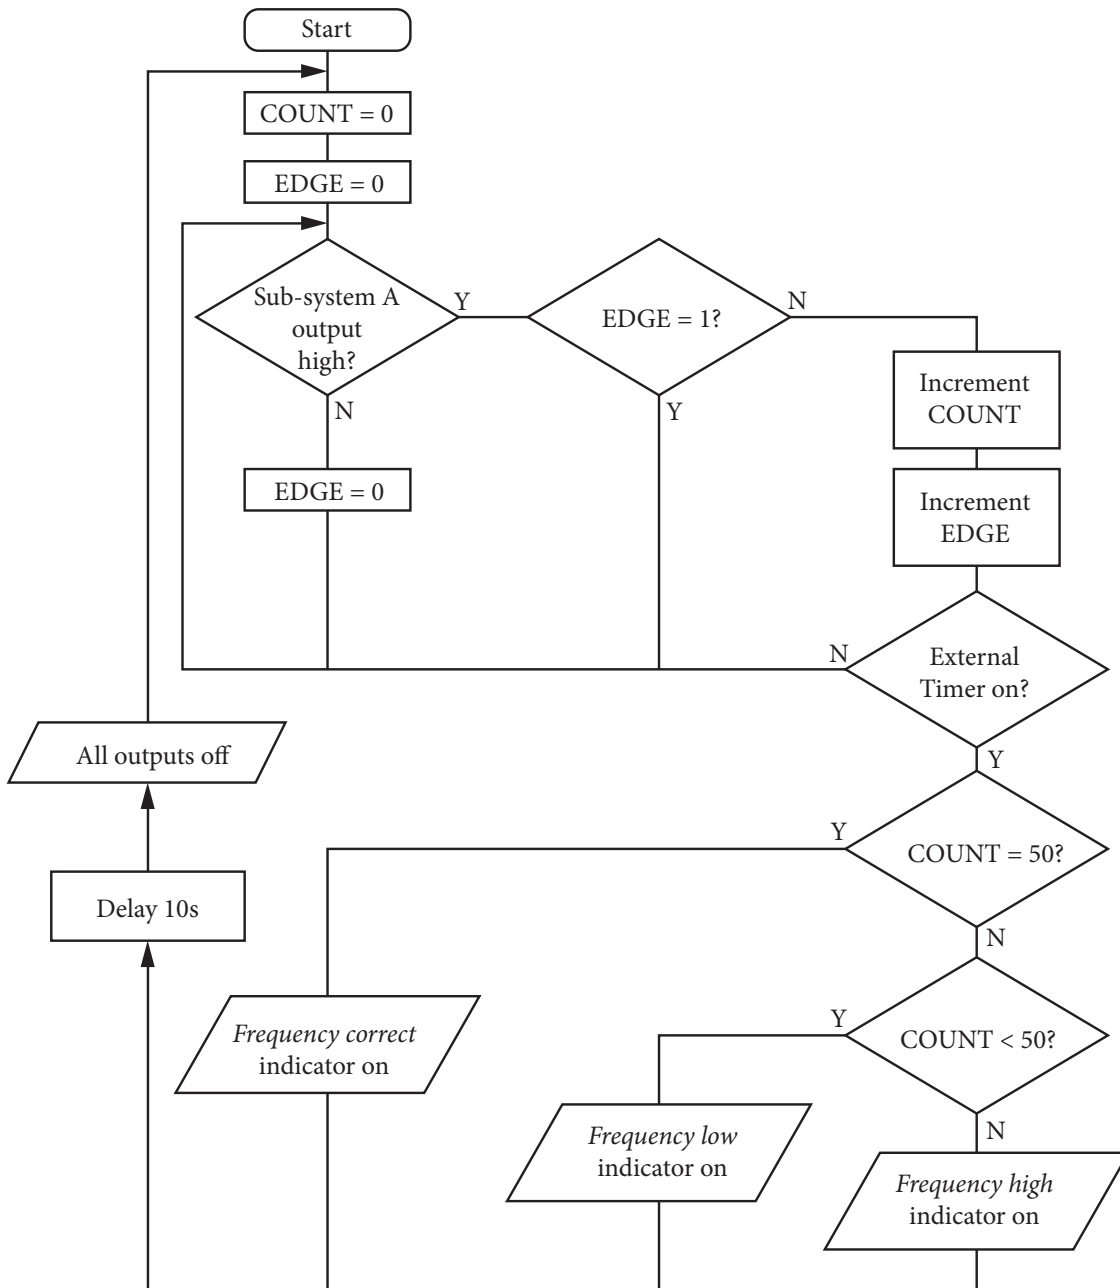 Start
COUNT = 0
EDGE = 0
Sub-system A
output
high?
Y
N
EDGE = 1?
N
Y
Increment
COUNT
EDGE = 0
Increment
EDGE
External
Timer on?
N
Y
All outputs off
COUNT = 50?
Y
N
Delay 10s
Frequency correct
indicator on
COUNT < 50?
Y
N
Frequency low
indicator on
Frequency high
indicator on